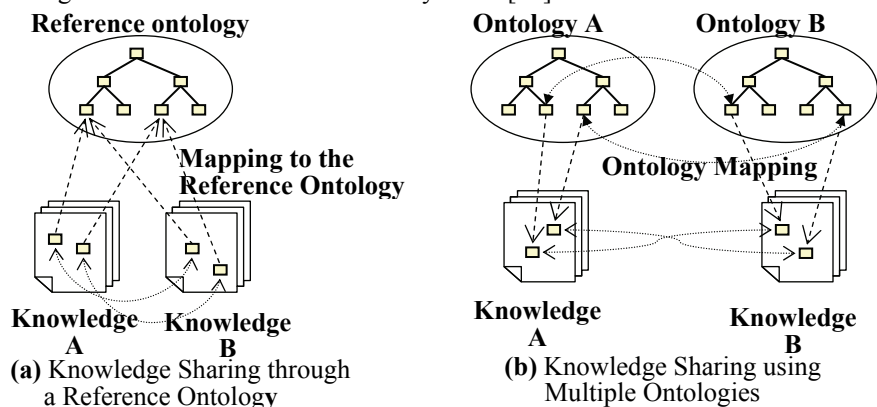 Reference ontology
Ontology A
Ontology B
Mapping to the
Reference Ontology
Ontology Mapping
Knowledge
A
Knowledge
B
Knowledge
A
Knowledge
B
(a) Knowledge Sharing through
a Reference Ontology
(b) Knowledge Sharing using
Multiple Ontologies